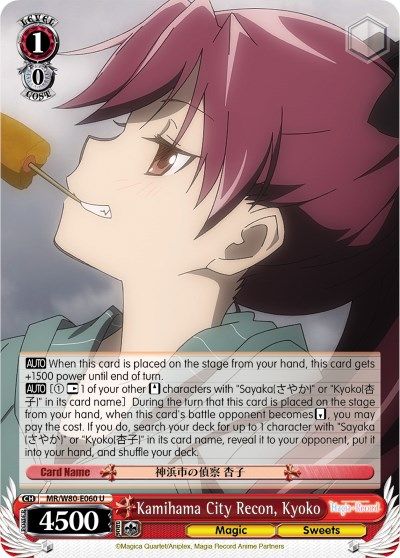 LEVEL
1
0
COST
AUTO When this card is placed on the stage from your hand, this card gets
+1500 power until end of turn.
AUTO [① 1 of your other characters with "Sayaka(さやか)" or "Kyoko(杏
子)" in its card name] During the turn that this card is placed on the stage
from your hand, when this card's battle opponent becomes , you may
pay the cost. If you do, search your deck for up to 1 character with "Sayaka
(さやか)" or "Kyoko(杏子)" in its card name, reveal it to your opponent, put it
into your hand, and shuffle your deck.
Card Name
神浜市の偵察 杏子
CH MR/W80-E060 U
Kamihama City Recon, Kyoko
Magia Record
POWER
4500
Magic
Sweets
©Magica Quartet/Aniplex, Magia Record Anime Partners